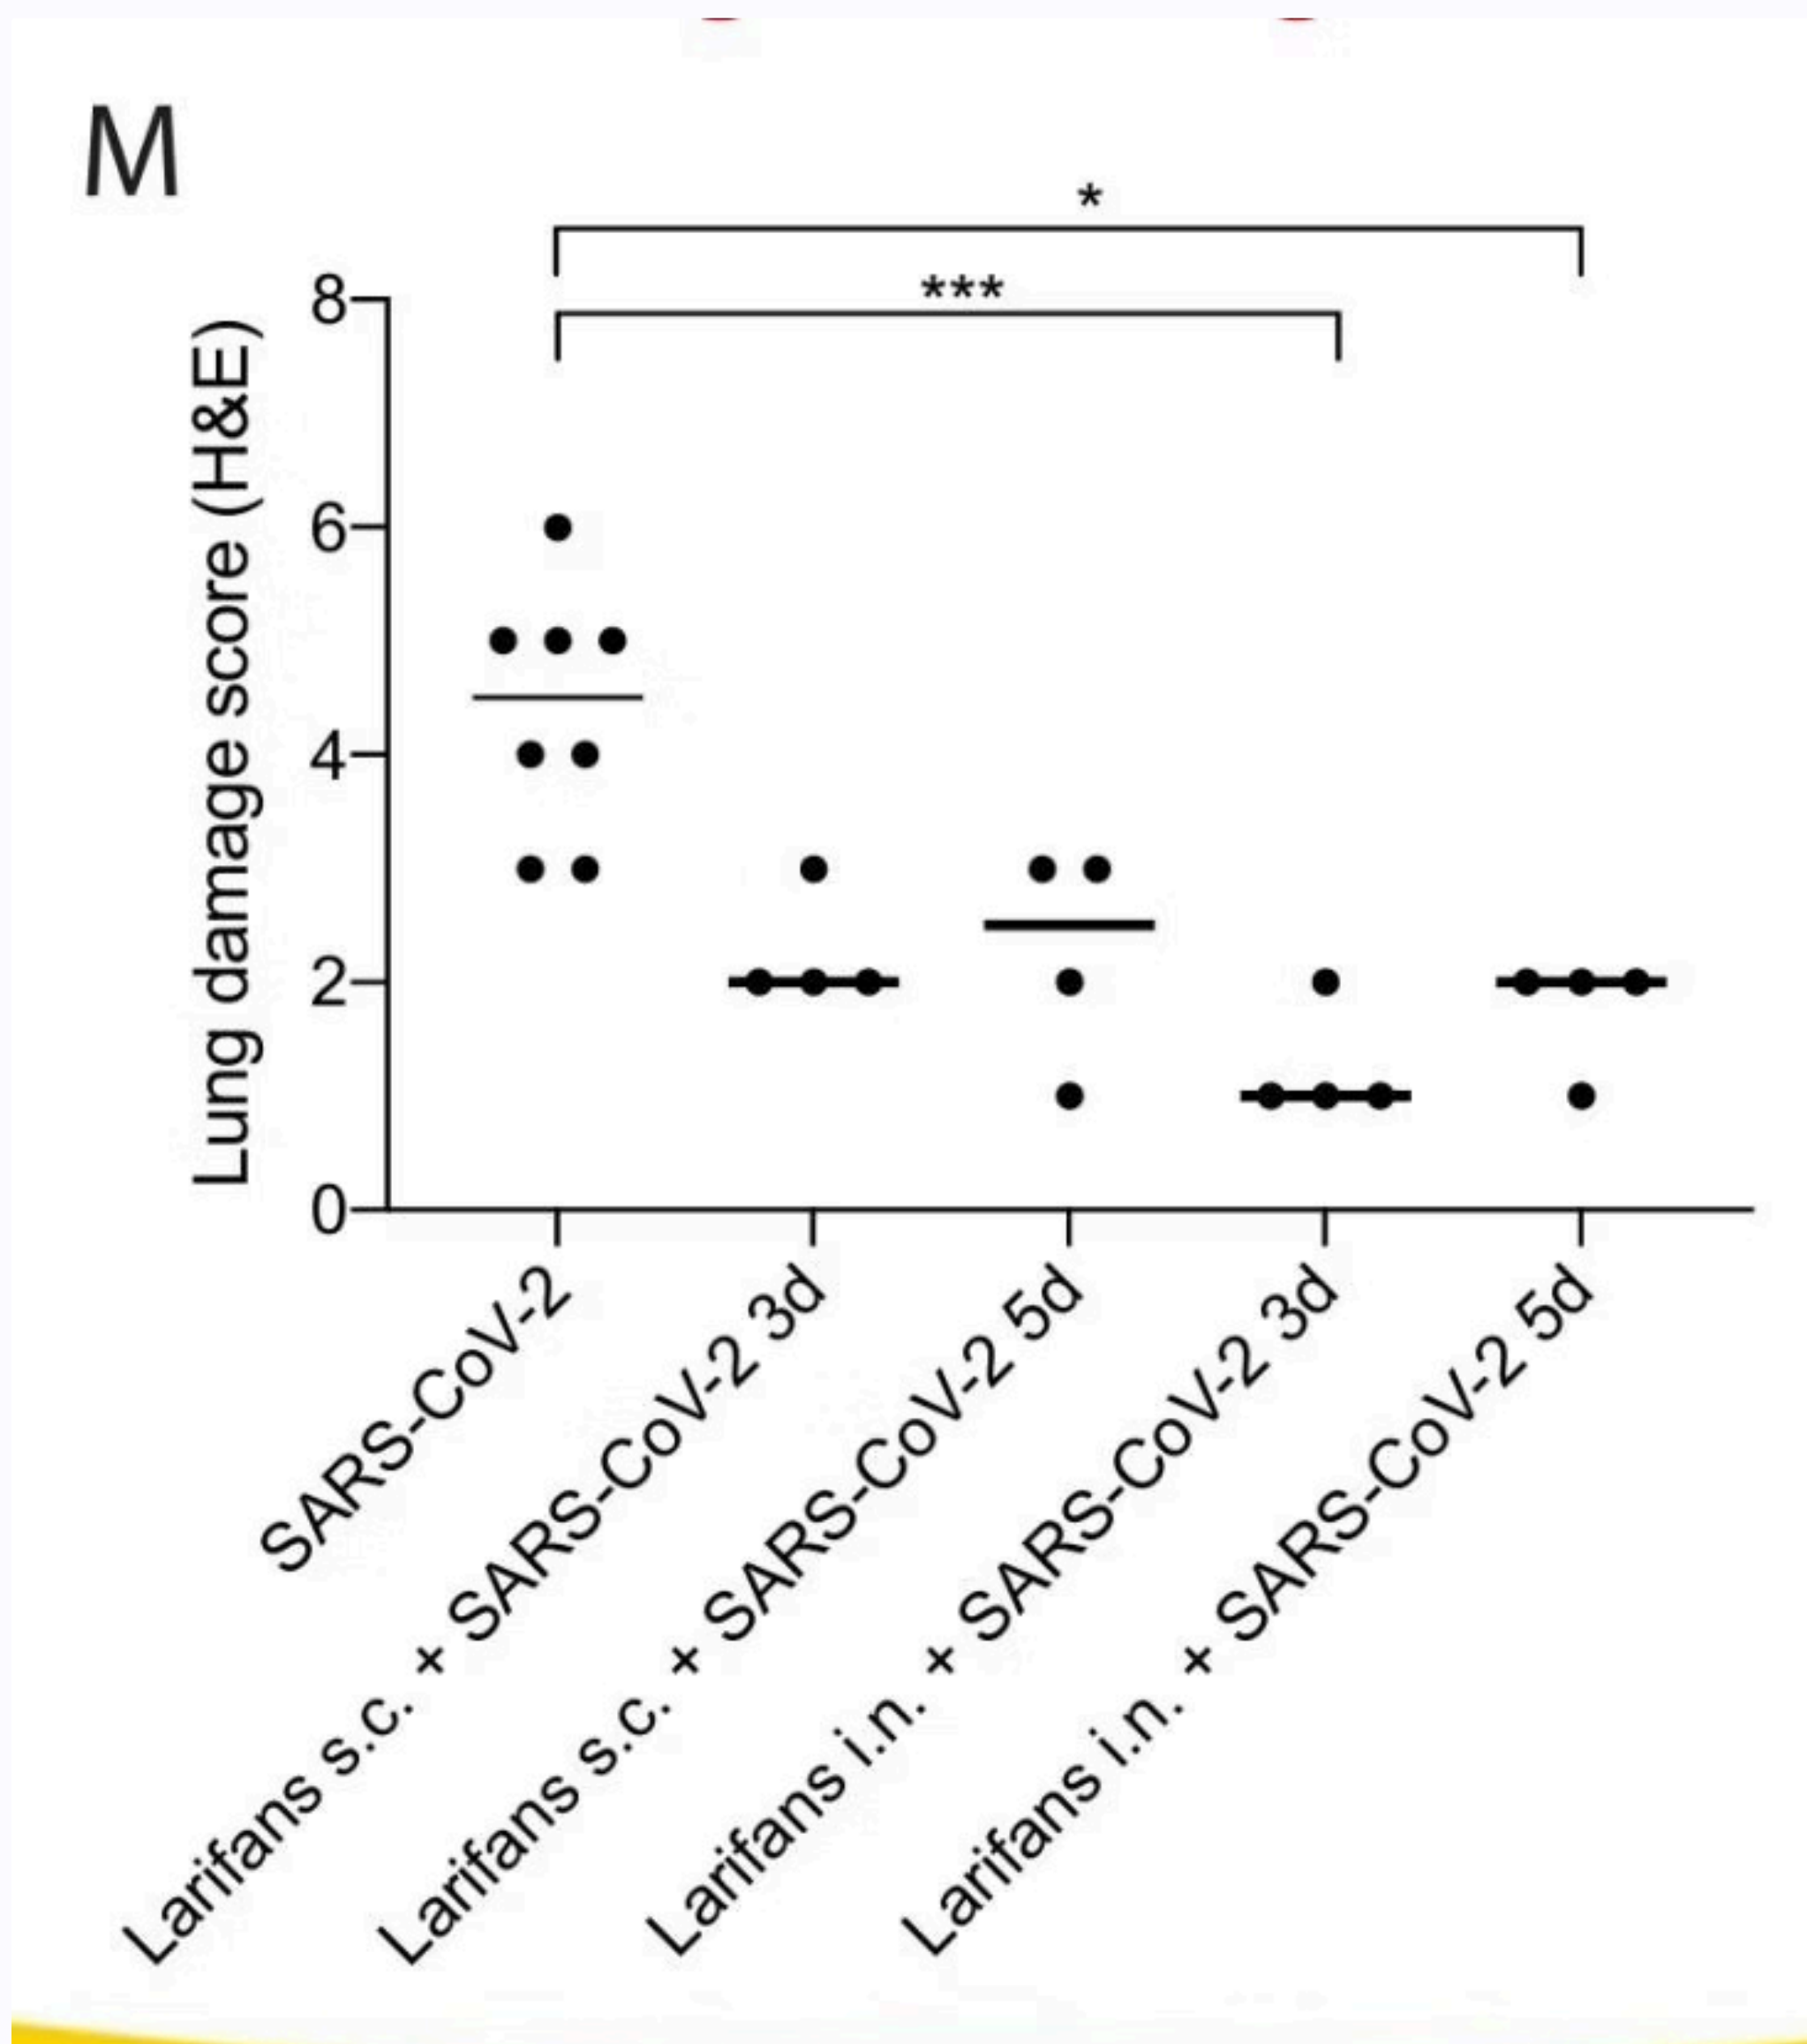 M
*
***
Lung damage score (H&E)
8
6
4
2
0
SARS-CoV-2
Larifans s.c. + SARS-CoV-2 3d
Larifans s.c. + SARS-CoV-2 5d
Larifans i.n. + SARS-CoV-2 3d
Larifans i.n. + SARS-CoV-2 5d